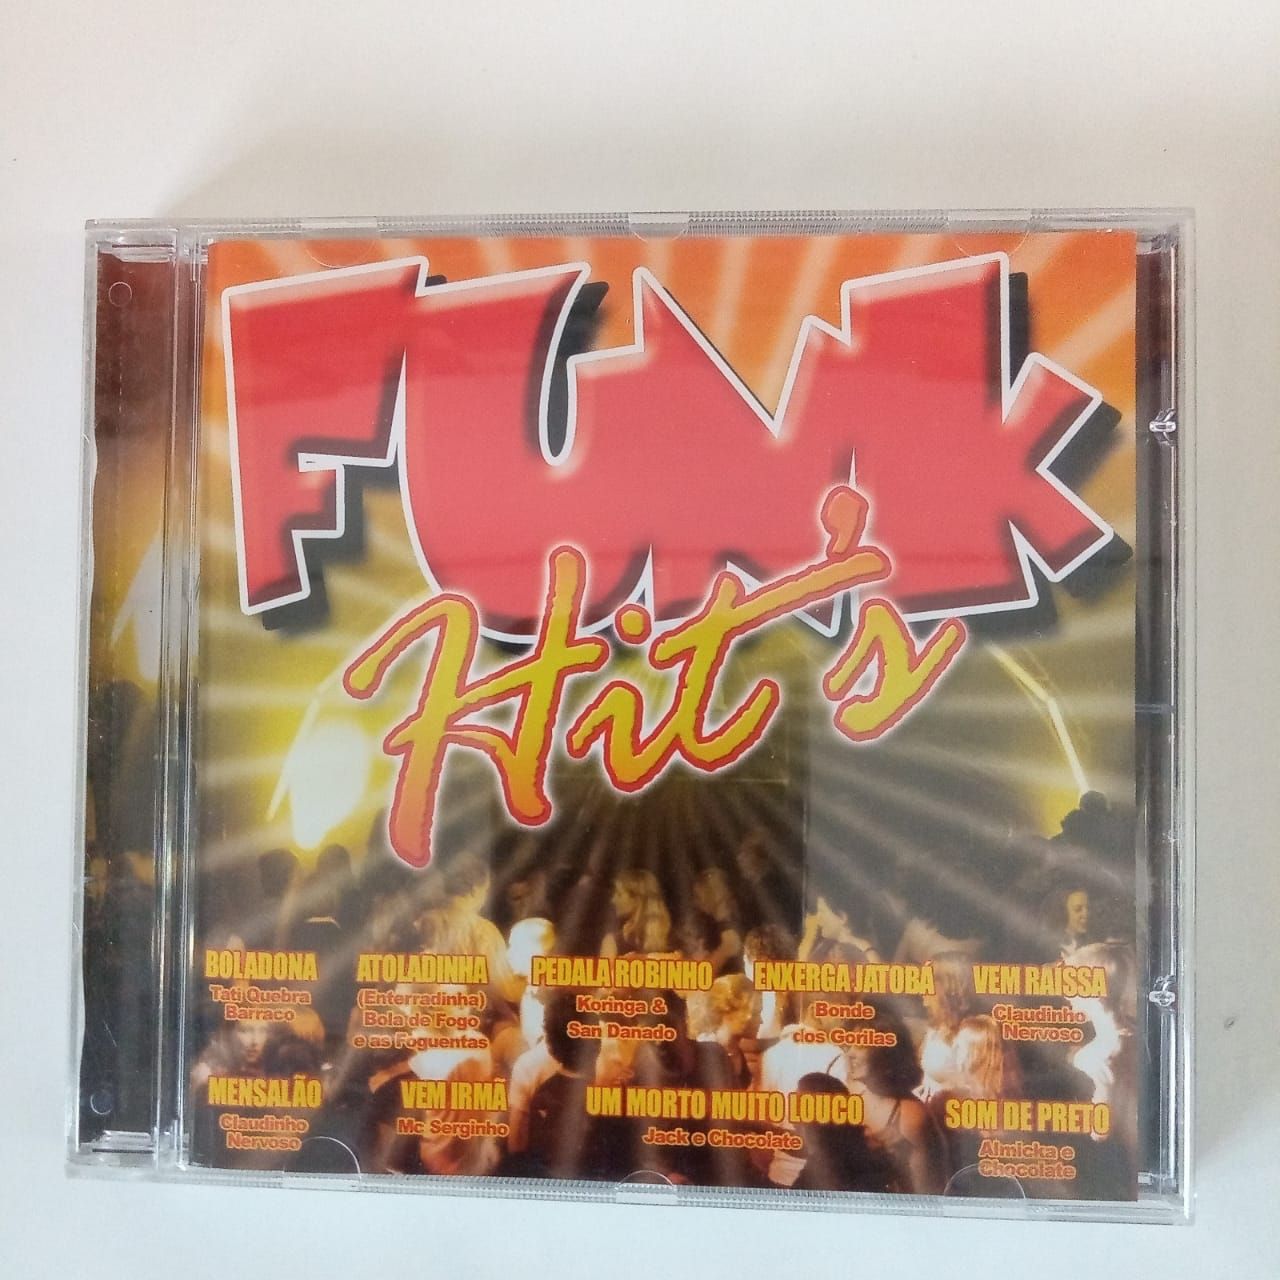 FUNK
Hit's
BOLADONA
Tati Quebra
Barraco
ATOLADINHA
(Enterradinha)
Bola de Fogo
e as Foguentas
PEDALA ROBINHO
Koringa &
San Danado
ENXERGA JATOBÁ
Bonde
dos Gorilas
VEM RAÍSSA
Claudinho
Nervoso
MENSALÃO
Claudinho
Nervoso
VEM IRMÃ
Mc Serginho
UM MORTO MUITO LOUCO
Jack e Chocolate
SOM DE PRETO
Almicka e
Chocolate